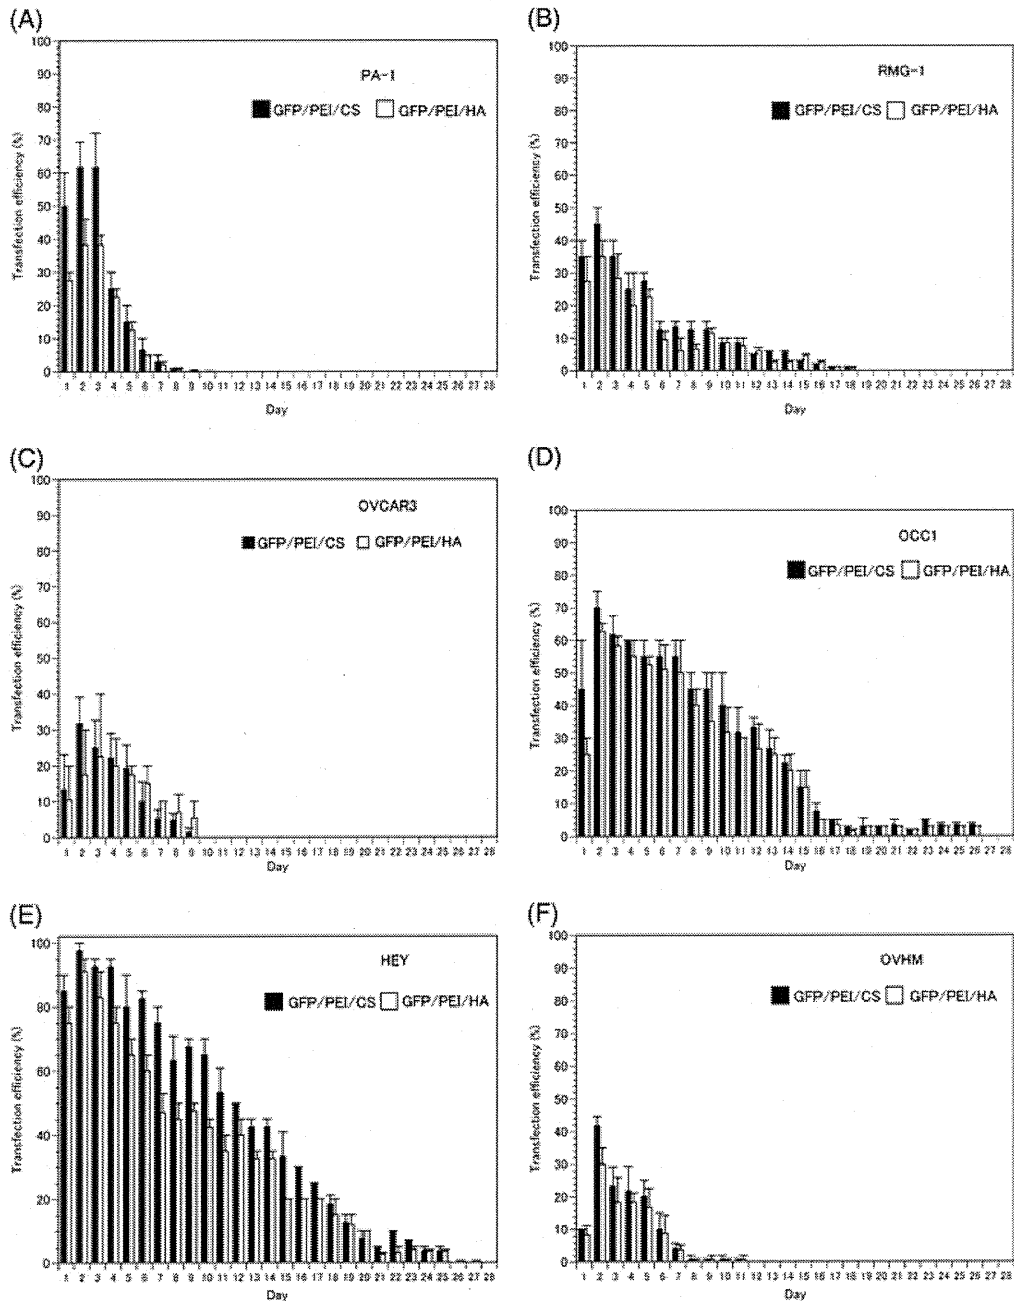 (A)
PA-1
GFP/PEI/CS GFP/PEI/HA
Transfection efficiency (%)
100
90
80
70
60
50
40
30
20
10
0
1 2 3 4 5 6 7 8 9 10 11 12 13 14 15 16 17 18 19 20 21 22 23 24 25 26 27 28
Day
(B)
RMG-1
GFP/PEI/CS GFP/PEI/HA
Transfection efficiency (%)
100
90
80
70
60
50
40
30
20
10
0
1 2 3 4 5 6 7 8 9 10 11 12 13 14 15 16 17 18 19 20 21 22 23 24 25 26 27 28
Day
(C)
OVCAR3
GFP/PEI/CS GFP/PEI/HA
Transfection efficiency (%)
100
90
80
70
60
50
40
30
20
10
0
1 2 3 4 5 6 7 8 9 10 11 12 13 14 15 16 17 18 19 20 21 22 23 24 25 26 27 28
Day
(D)
OCC1
GFP/PEI/CS GFP/PEI/HA
Transfection efficiency (%)
100
90
80
70
60
50
40
30
20
10
0
1 2 3 4 5 6 7 8 9 10 11 12 13 14 15 16 17 18 19 20 21 22 23 24 25 26 27 28
Day
(E)
HEY
GFP/PEI/CS GFP/PEI/HA
Transfection efficiency (%)
100
80
60
40
20
0
1 2 3 4 5 6 7 8 9 10 11 12 13 14 15 16 17 18 19 20 21 22 23 24 25 26 27 28
Day
(F)
OVHM
GFP/PEI/CS GFP/PEI/HA
Transfection efficiency (%)
100
90
80
70
60
50
40
30
20
10
0
1 2 3 4 5 6 7 8 9 10 11 12 13 14 15 16 17 18 19 20 21 22 23 24 25 26 27 28
Day